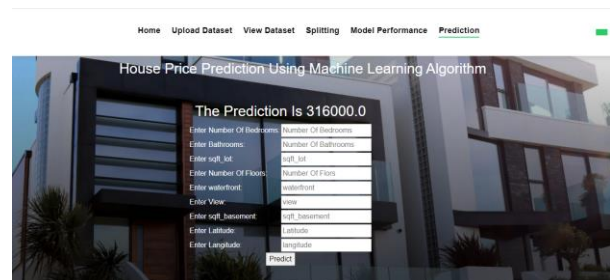 Home Upload Dataset View Dataset Splitting Model Performance Prediction
House Price Prediction Using Machine Learning Algorithm
The Prediction Is 316000.0
Enter Number Of Bedrooms: Number Of Bedrooms
Enter Bathrooms: Number Of Bathrooms
Enter sqft_lot: sqft_lot
Enter Number Of Floors: Number Of Flors
Enter waterfront: waterfront
Enter View: view
Enter sqft_basement: sqft_basement
Enter Latitude: Latitude
Enter Langitude: langitude
Predict